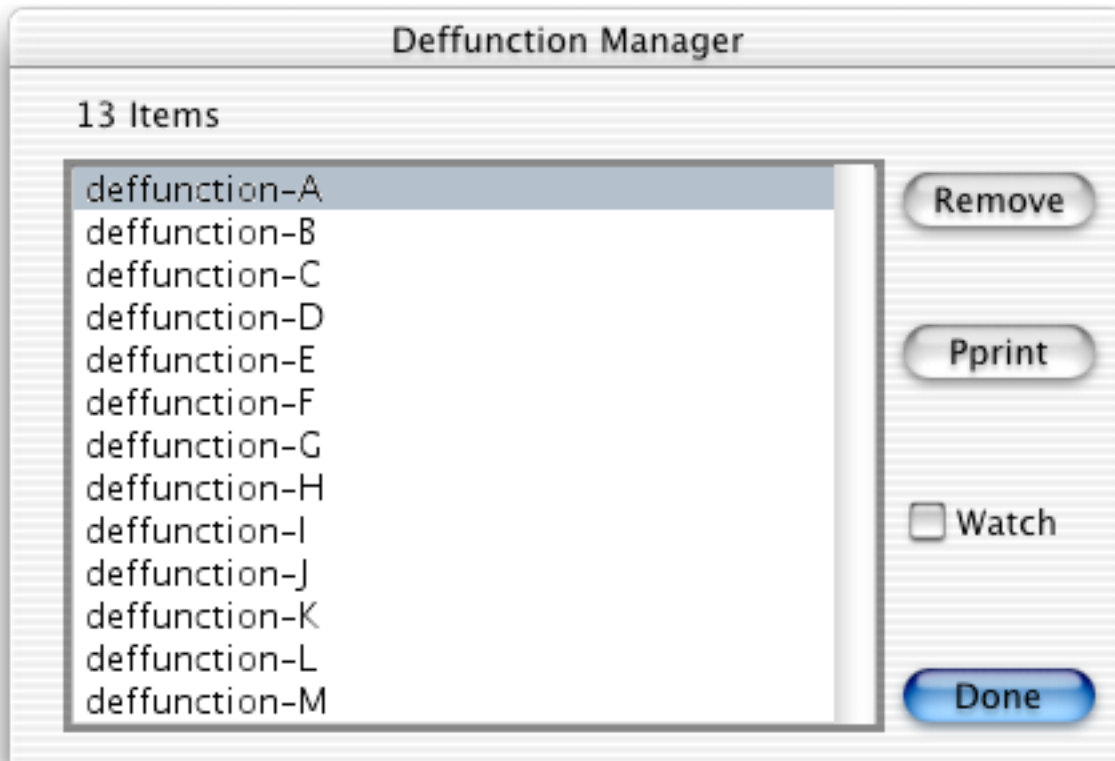 Deffunction Manager
13 Items
deffunction-A
deffunction-B
deffunction-C
deffunction-D
deffunction-E
deffunction-F
deffunction-G
deffunction-H
deffunction-I
deffunction-J
deffunction-K
deffunction-L
deffunction-M
Remove
Pprint
Watch
Done